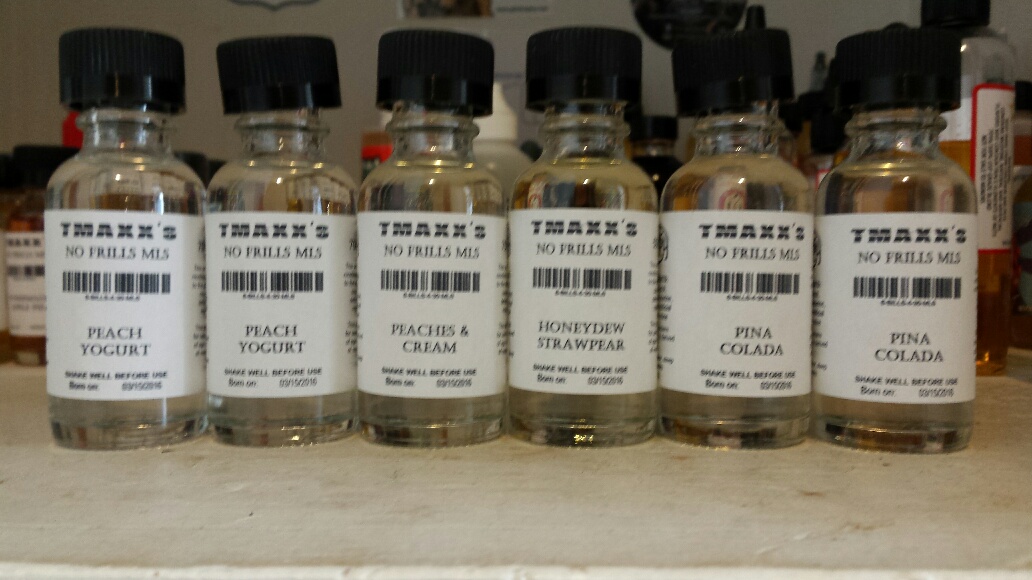 TMAXX'S
NO FRILLS MLS
PEACH
YOGURT
SHAKE WELL BEFORE USE
Born on: 03/15/2016
TMAXX'S
NO FRILLS MLS
PEACH
YOGURT
SHAKE WELL BEFORE USE
Born on: 03/15/2016
TMAXX'S
NO FRILLS MLS
PEACHES &
CREAM
SHAKE WELL BEFORE USE
Born on: 03/15/2016
TMAXX'S
NO FRILLS MLS
HONEYDEW
STRAWPEAR
SHAKE WELL BEFORE USE
Born on: 03/15/2016
TMAXX'S
NO FRILLS MLS
PINA
COLADA
SHAKE WELL BEFORE USE
Born on: 03/15/2016
TMAXX'S
NO FRILLS MLS
PINA
COLADA
SHAKE WELL BEFORE USE
Born on: 03/15/2016